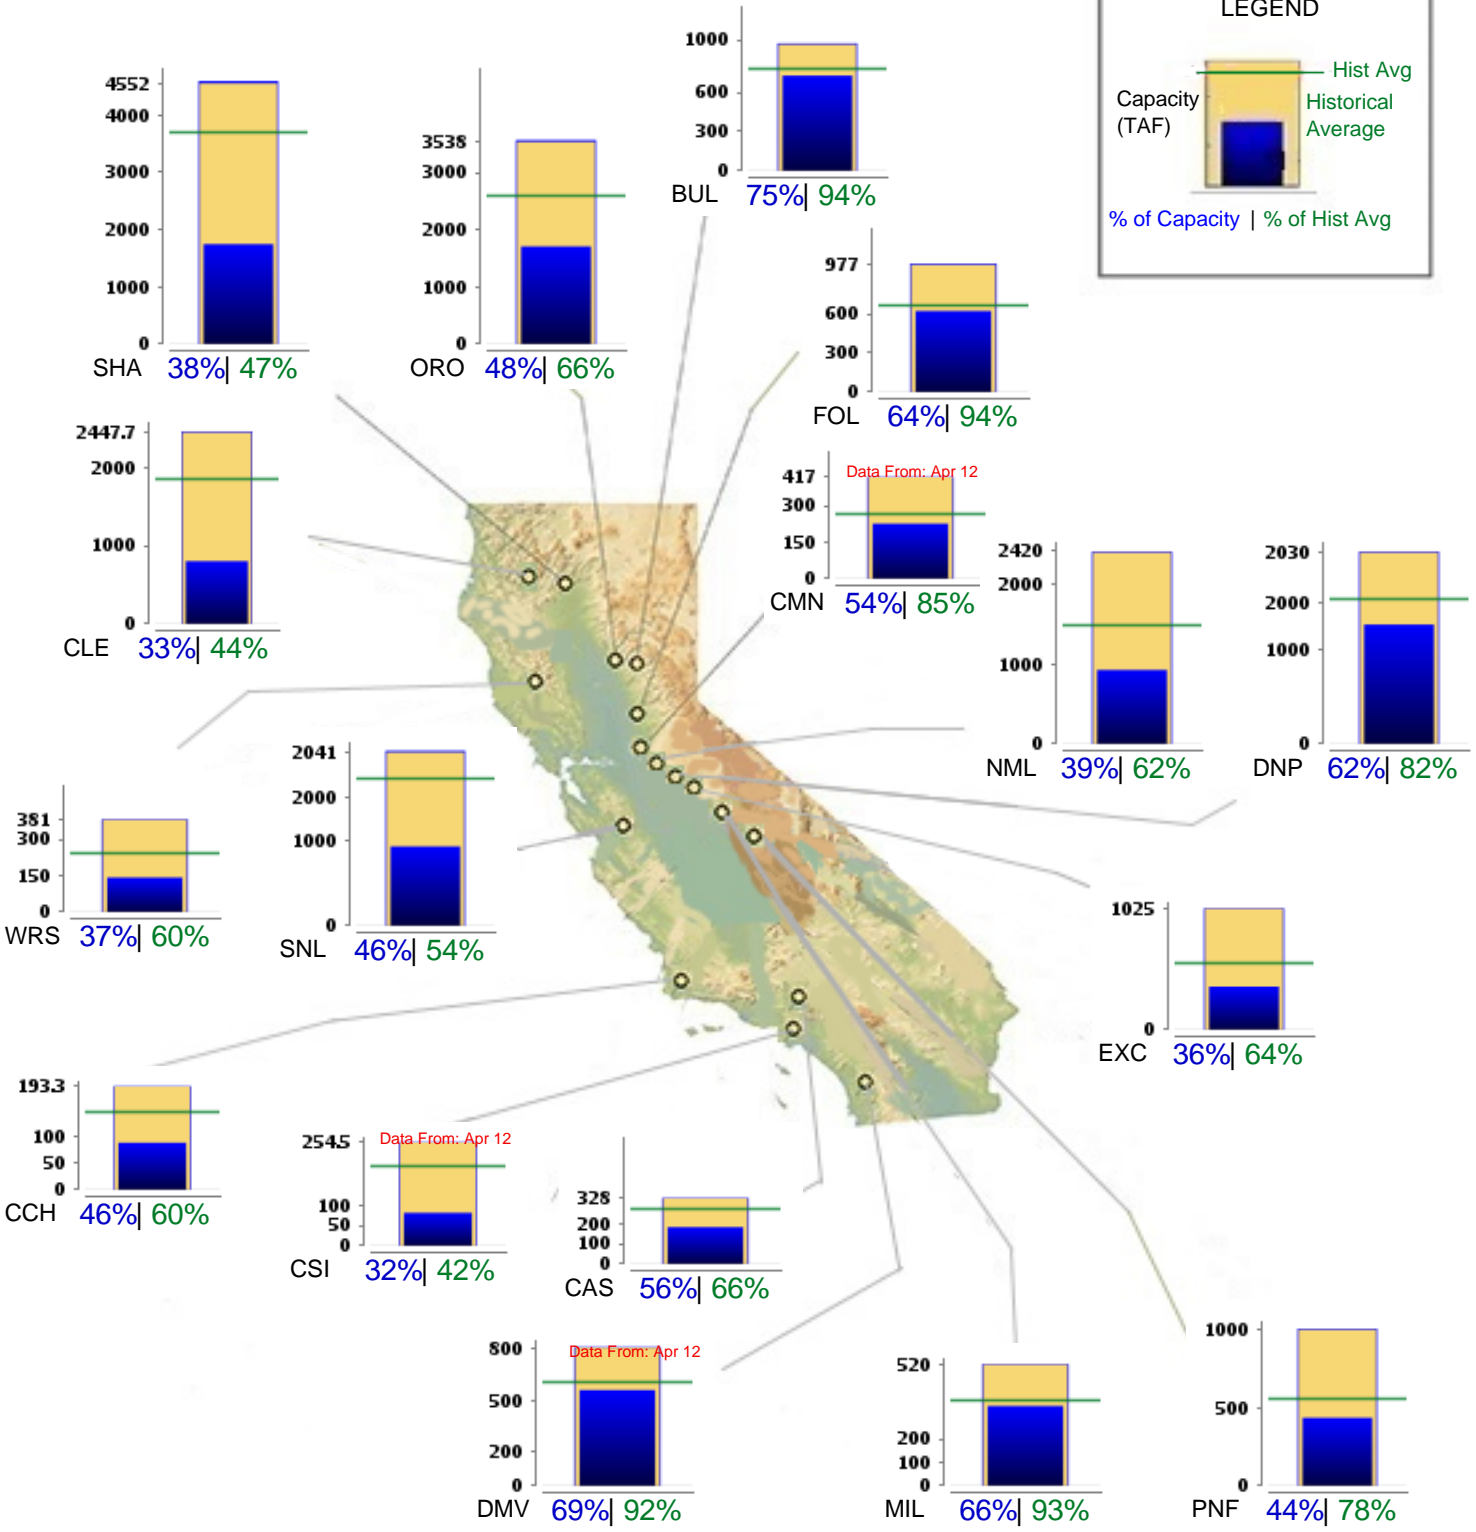 LEGEND
Hist Avg
Capacity
(TAF)
Historical
Average
% of Capacity | % of Hist Avg
4552
4000
3000
2000
1000
0
SHA 38%| 47%
3538
3000
2000
1000
0
ORO 48%| 66%
1000
600
300
0
BUL 75%| 94%
977
600
300
0
FOL 64%| 94%
2447.7
2000
1000
0
CLE 33%| 44%
Data From: Apr 12
417
300
150
0
CMN 54%| 85%
2420
2000
1000
0
NML 39%| 62%
2030
2000
1000
0
DNP 62%| 82%
381
300
150
0
WRS 37%| 60%
2041
2000
1000
0
SNL 46%| 54%
1025
0
EXC 36%| 64%
193.3
100
50
0
CCH 46%| 60%
Data From: Apr 12
254.5
100
50
0
CSI 32%| 42%
328
200
100
0
CAS 56%| 66%
Data From: Apr 12
800
500
200
0
DMV 69%| 92%
520
200
100
0
MIL 66%| 93%
1000
500
0
PNF 44%| 78%